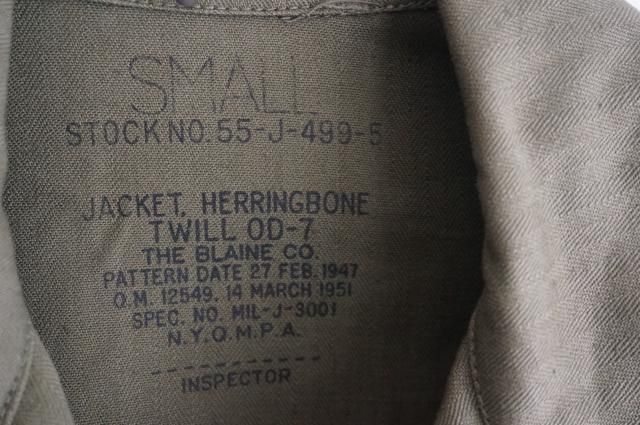 SMALL
STOCK NO. 55-J-499-5
JACKET, HERRINGBONE
TWILL OD-7
THE BLAINE CO.
PATTERN DATE 27 FEB. 1947
O.M. 12549, 14 MARCH 1951
SPEC. NO. MIL-J-3001
N.Y.Q.M.P.A.
INSPECTOR